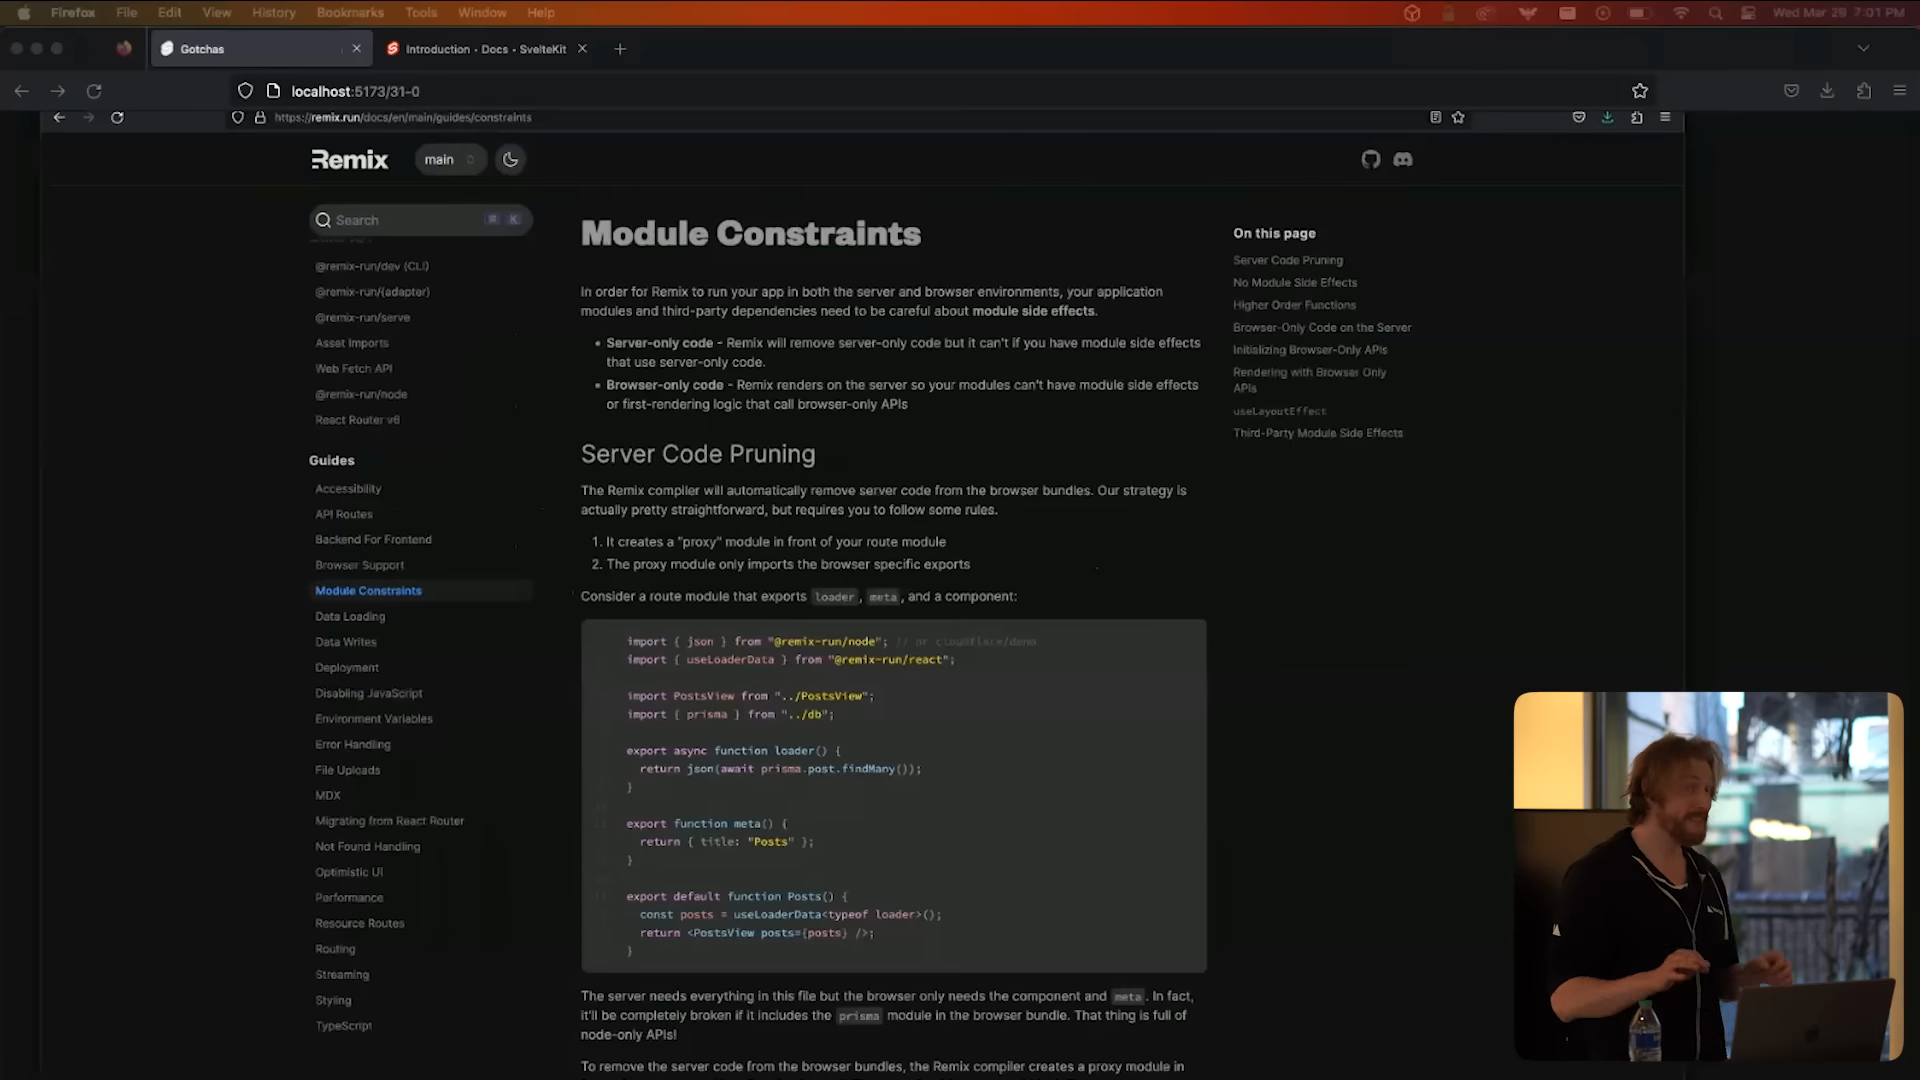 Firefox File Edit View History Bookmarks Tools Window Help Wed Mar 29 7:01 PM
Gotchas
Introduction • Docs • SvelteKit
localhost:5173/31-0
https://remix.run/docs/en/main/guides/constraints
Remix main
Search ⌘ K
@remix-run/dev (CLI)
@remix-run/{adapter}
@remix-run/serve
Asset Imports
Web Fetch API
@remix-run/node
React Router v6
Guides
Accessibility
API Routes
Backend For Frontend
Browser Support
Module Constraints
Data Loading
Data Writes
Deployment
Disabling JavaScript
Environment Variables
Error Handling
File Uploads
MDX
Migrating from React Router
Not Found Handling
Optimistic UI
Performance
Resource Routes
Routing
Streaming
Styling
TypeScript
Module Constraints
In order for Remix to run your app in both the server and browser environments, your application
modules and third-party dependencies need to be careful about module side effects.
• Server-only code - Remix will remove server-only code but it can't if you have module side effects
that use server-only code.
• Browser-only code - Remix renders on the server so your modules can't have module side effects
or first-rendering logic that call browser-only APIs
Server Code Pruning
The Remix compiler will automatically remove server code from the browser bundles. Our strategy is
actually pretty straightforward, but requires you to follow some rules.
1. It creates a "proxy" module in front of your route module
2. The proxy module only imports the browser specific exports
Consider a route module that exports loader, meta, and a component:
import { json } from "@remix-run/node"; // or cloudflare/deno
import { useLoaderData } from "@remix-run/react";
import PostsView from "../PostsView";
import { prisma } from "../db";
export async function loader() {
return json(await prisma.post.findMany());
}
export function meta() {
return { title: "Posts" };
}
export default function Posts() {
const posts = useLoaderData<typeof loader>();
return <PostsView posts={posts} />;
}
The server needs everything in this file but the browser only needs the component and meta. In fact,
it'll be completely broken if it includes the prisma module in the browser bundle. That thing is full of
node-only APIs!
To remove the server code from the browser bundles, the Remix compiler creates a proxy module in
On this page
Server Code Pruning
No Module Side Effects
Higher Order Functions
Browser-Only Code on the Server
Initializing Browser-Only APIs
Rendering with Browser Only
APIs
useLayoutEffect
Third-Party Module Side Effects